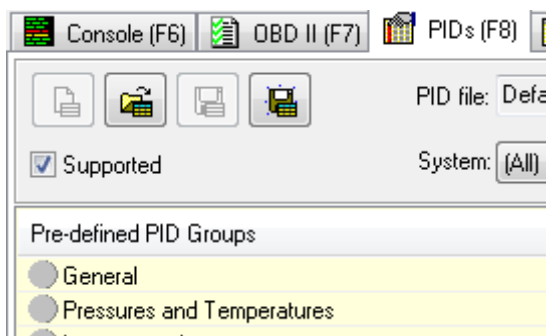 Console (F6) OBD II (F7) PIDs (F8)
PID file: Defa
Supported System: (All)
Pre-defined PID Groups
General
Pressures and Temperatures